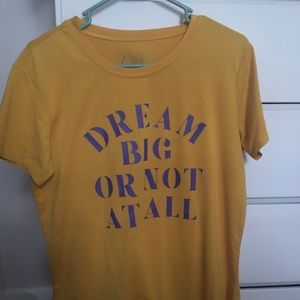 DREAM
BIG
OR NOT
AT ALL